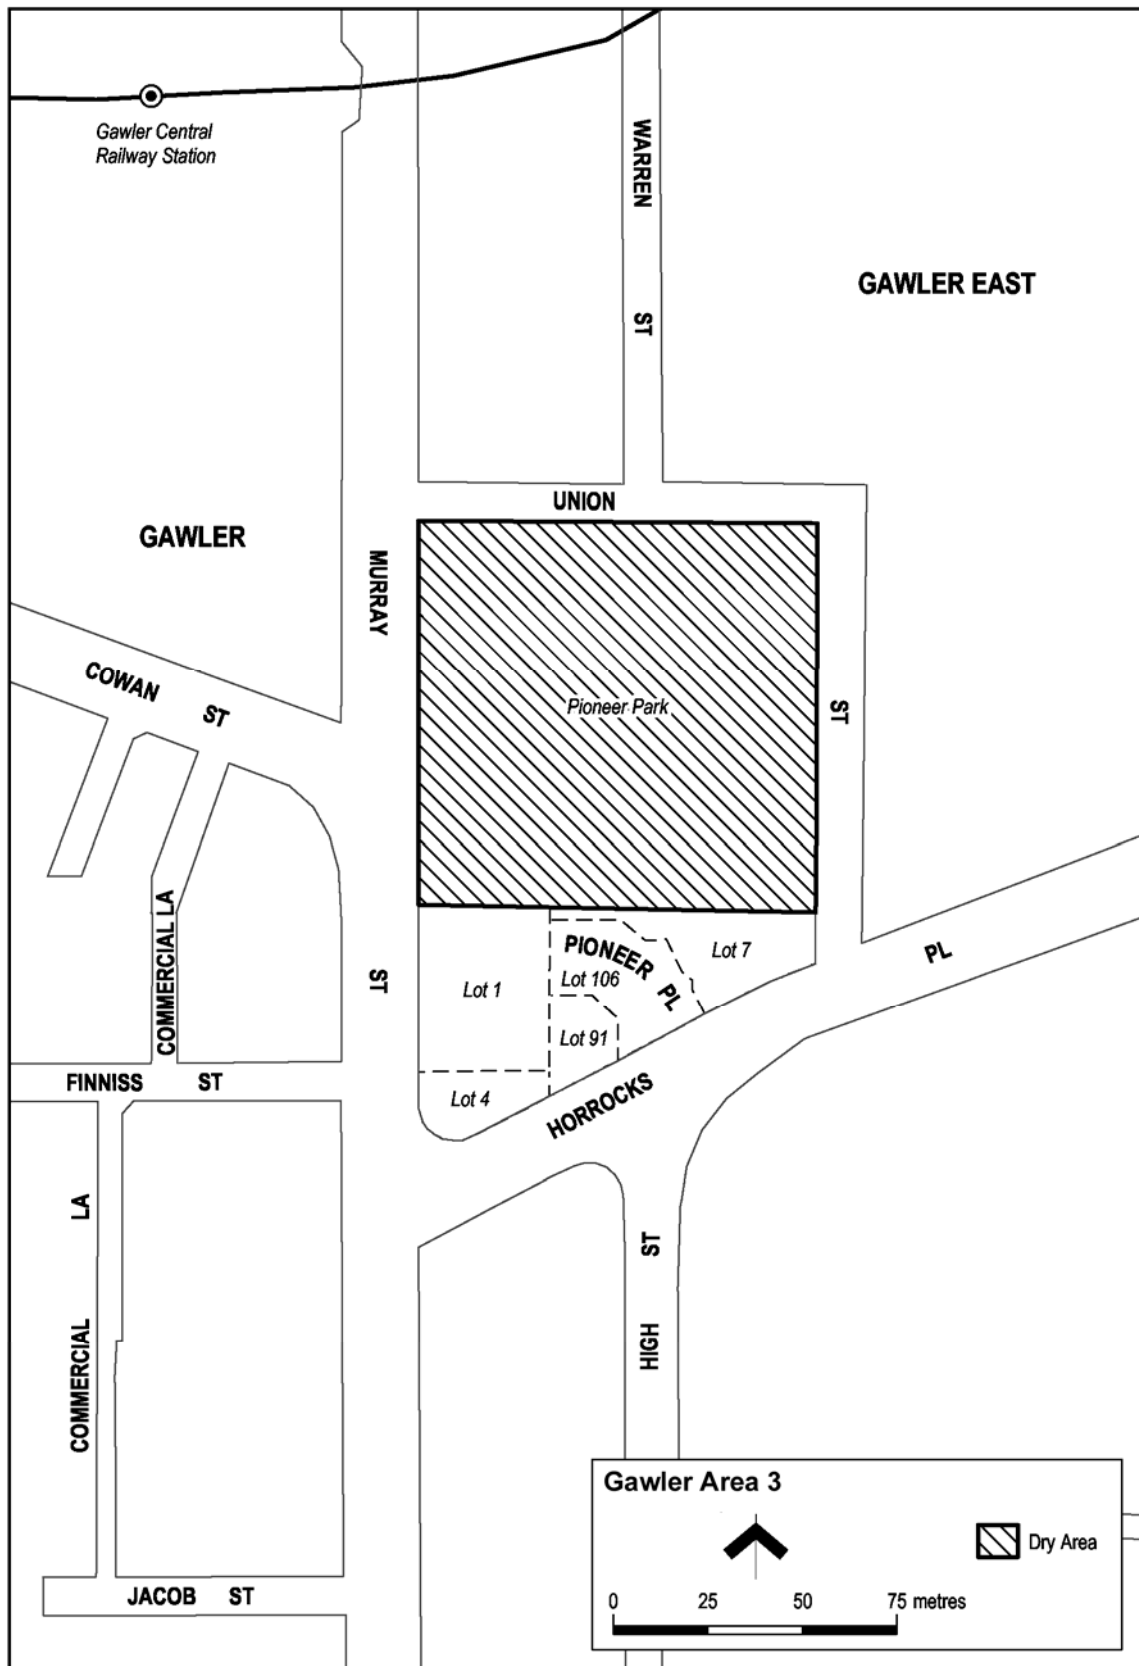 Gawler Central
Railway Station
WARREN
ST
GAWLER EAST
UNION
ST
GAWLER
MURRAY
ST
COWAN
ST
Pioneer Park
COMMERCIAL LA
PIONEER
PL
Lot 7
Lot 106
Lot 1
Lot 91
Lot 4
HORROCKS
PL
FINNISS
ST
COMMERCIAL
LA
HIGH
ST
JACOB
ST
Gawler Area 3
Dry Area
0 25 50 75 metres